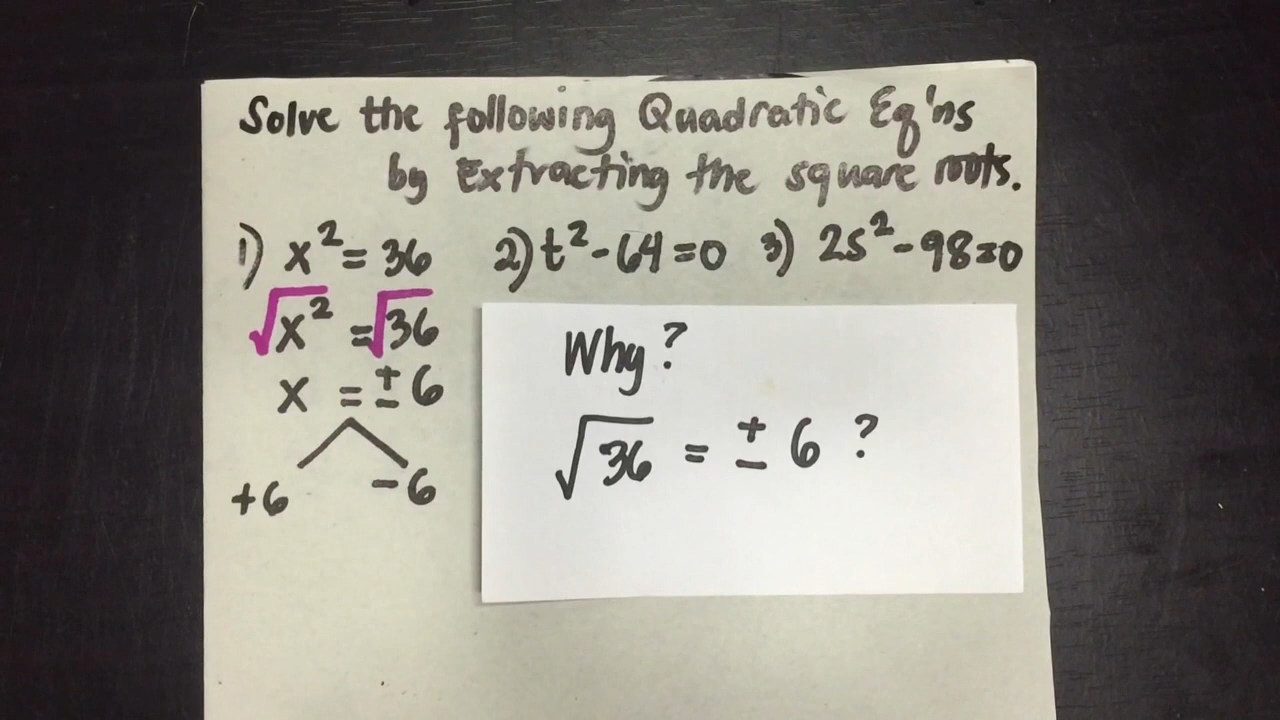 Solve the following Quadratic Eq'ns
by Extracting the square roots.
1) x² = 36 2) t² - 64 = 0 3) 2s² - 98 = 0
√x² = √36
x = ± 6
+6 -6
Why?
√36 = ± 6 ?